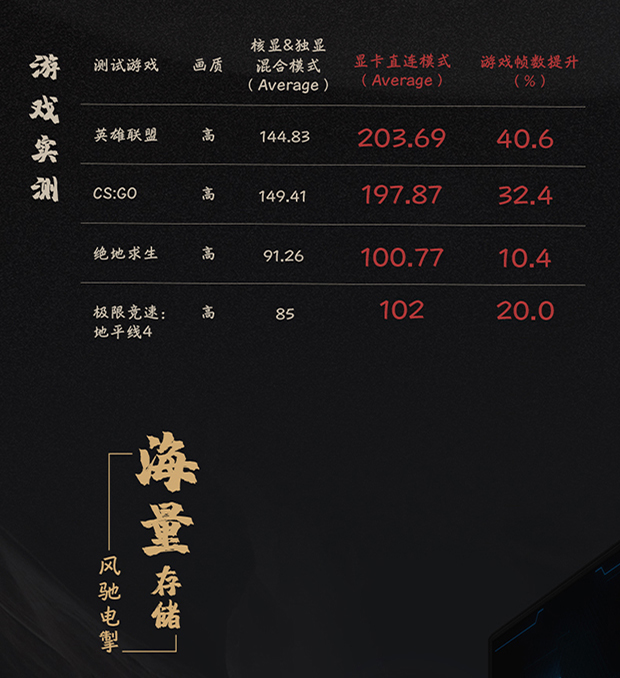 游戏实测
测试游戏 画质 核显&独显混合模式(Average) 显卡直连模式(Average) 游戏帧数提升(%)
英雄联盟 高 144.83 203.69 40.6
CS:GO 高 149.41 197.87 32.4
绝地求生 高 91.26 100.77 10.4
极限竞速:地平线4 高 85 102 20.0
海量存储
风驰电掣